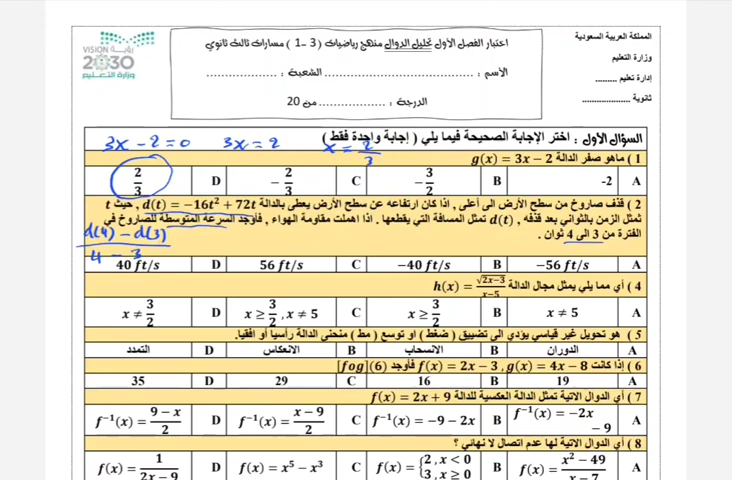 المملكة العربية السعودية
وزارة التعليم
إدارة تعليم ..........
ثانوية ......................
اختبار الفصل الأول تحليل الدوال منهج رياضيات ( 3 -1 ) مسارات ثالث ثانوي
الأسم : .......................................... الشعبة : ....................
الدرجة : .................. من 20
VISION رؤية
2030
وزارة التعليم
السؤال الأول : اختر الإجابة الصحيحة فيما يلي ( إجابة واحدة فقط )
3x - 2 = 0 3x = 2 x = 2/3
1 ) ماهو صفر الدالة g(x) = 3x − 2
A -2 B −3/2 C −2/3 D 2/3
2 ) قذف صاروخ من سطح الأرض الى أعلى , اذا كان ارتفاعه عن سطح الأرض يعطى بالدالة d(t) = −16t² + 72t , حيث t
تمثل الزمن بالثواني بعد قذفه , d(t) تمثل المسافة التي يقطعها . اذا اهملت مقاومة الهواء , فأوجد السرعة المتوسطة للصاروخ في
الفترة من 3 الى 4 ثوان .
d(4) - d(3) / 4 - 3
A −56 ft/s B −40 ft/s C 56 ft/s D 40 ft/s
4 ) أي مما يلي يمثل مجال الدالة h(x) = √(2x−3)/(x−5)
A x ≠ 5 B x ≥ 3/2 C x ≥ 3/2 , x ≠ 5 D x ≠ 3/2
5 ) هو تحويل غير قياسي يؤدي الى تضييق ( ضغط ) او توسع ( مط ) منحنى الدالة رأسياً أو افقيا.
A الدوران B الانسحاب B الانعكاس D التمدد
6 ) إذا كانت f(x) = 2x − 3 , g(x) = 4x − 8 فأوجد [fog](6)
A 19 B 16 C 29 D 35
7 ) أي الدوال الاتية تمثل الدالة العكسية للدالة f(x) = 2x + 9
A f⁻¹(x) = −2x − 9 B f⁻¹(x) = −9 − 2x C f⁻¹(x) = (x−9)/2 D f⁻¹(x) = (9−x)/2
8 ) أي الدوال الاتية لها عدم اتصال لا نهائي ؟
A f(x) = (x² − 49)/(x − 7) B f(x) = {2 , x < 0 3, x ≥ 0 C f(x) = x⁵ − x³ D f(x) = 1/(2x − 9)